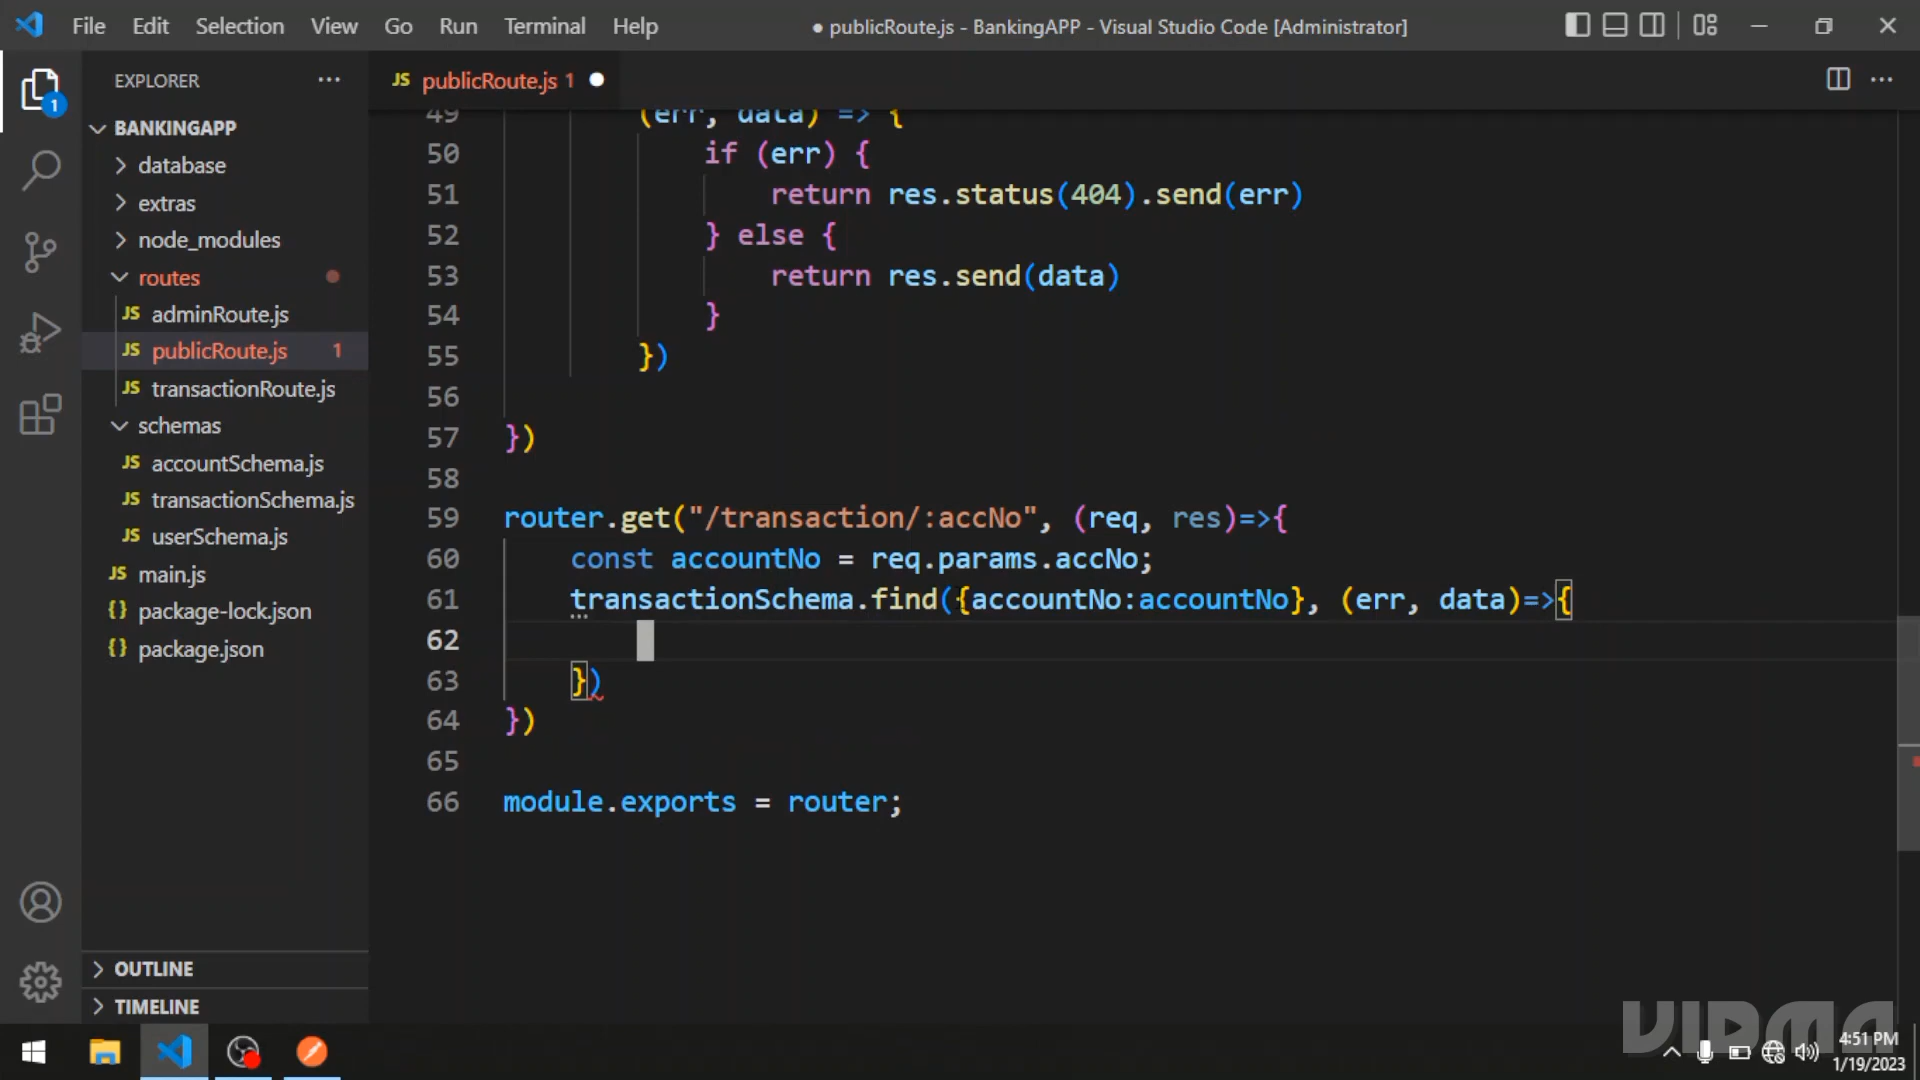 File Edit Selection View Go Run Terminal Help
● publicRoute.js - BankingAPP - Visual Studio Code [Administrator]
EXPLORER
JS publicRoute.js 1
1
BANKINGAPP
database
extras
node_modules
routes
JS adminRoute.js
JS publicRoute.js 1
JS transactionRoute.js
schemas
JS accountSchema.js
JS transactionSchema.js
JS userSchema.js
JS main.js
{} package-lock.json
{} package.json
OUTLINE
TIMELINE
49 (err, data) => {
50 if (err) {
51 return res.status(404).send(err)
52 } else {
53 return res.send(data)
54 }
55 })
56
57 })
58
59 router.get("/transaction/:accNo", (req, res)=>{
60 const accountNo = req.params.accNo;
61 transactionSchema.find({accountNo:accountNo}, (err, data)=>{
62
63 })
64 })
65
66 module.exports = router;
VIDMA
4:51 PM
1/19/2023